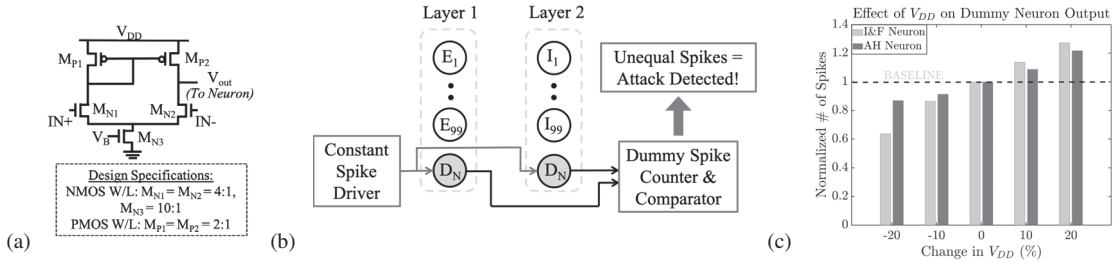 V_DD
M_P1
M_P2
V_out
(To Neuron)
M_N1
M_N2
IN+
IN-
V_B
M_N3
Design Specifications:
NMOS W/L: M_N1 = M_N2 = 4:1,
M_N3 = 10:1
PMOS W/L: M_P1 = M_P2 = 2:1
(a)
Layer 1
Layer 2
E_1
I_1
E_99
I_99
D_N
D_N
Constant
Spike
Driver
Unequal Spikes =
Attack Detected!
Dummy Spike
Counter &
Comparator
(b)
Effect of V_DD on Dummy Neuron Output
I&F Neuron
AH Neuron
BASELINE
Normalized # of Spikes
1.4
1.2
1
0.8
0.6
0.4
0.2
0
-20
-10
0
10
20
Change in V_DD (%)
(c)